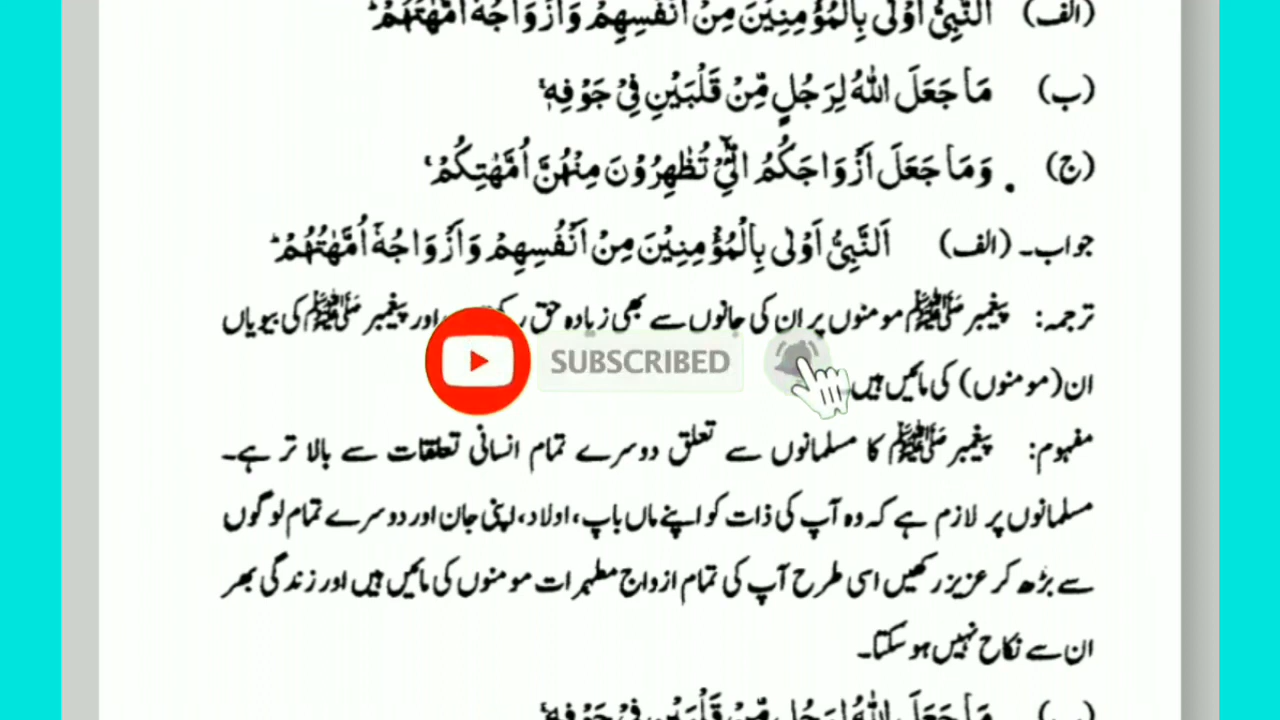 (الف) اَلنَّبِیُّ اَوْلٰی بِالْمُؤْمِنِیْنَ مِنْ اَنْفُسِهِمْ وَاَزْوَاجُهٗٓ اُمَّهٰتُهُمْ ؕ
(ب) مَا جَعَلَ اللّٰهُ لِرَجُلٍ مِّنْ قَلْبَیْنِ فِیْ جَوْفِهٖ ۚ
(ج) وَمَا جَعَلَ اَزْوَاجَكُمُ الّٰٓـِٔیْ تُظٰهِرُوْنَ مِنْهُنَّ اُمَّهٰتِكُمْ ۚ
جواب۔ (الف) اَلنَّبِیُّ اَوْلٰی بِالْمُؤْمِنِیْنَ مِنْ اَنْفُسِهِمْ وَاَزْوَاجُهٗٓ اُمَّهٰتُهُمْ ؕ
ترجمہ: پیغمبر ﷺ مومنوں پر ان کی جانوں سے بھی زیادہ حق اور پیغمبر ﷺ کی بیویاں
SUBSCRIBED
ان (مومنوں) کی مائیں ہیں
مفہوم: پیغمبر ﷺ کا مسلمانوں سے تعلق دوسرے تمام انسانی تعلقات سے بالا تر ہے۔
مسلمانوں پر لازم ہے کہ وہ آپ کی ذات کو اپنے ماں باپ، اولاد، اپنی جان اور دوسرے تمام لوگوں
سے بڑھ کر عزیز رکھیں اسی طرح آپ کی تمام ازواج مطہرات مومنوں کی مائیں ہیں اور زندگی بھر
ان سے نکاح نہیں ہو سکتا۔
(ب) مَا جَعَلَ اللّٰهُ لِرَجُلٍ مِّنْ قَلْبَیْنِ فِیْ جَوْفِهٖ ۚ